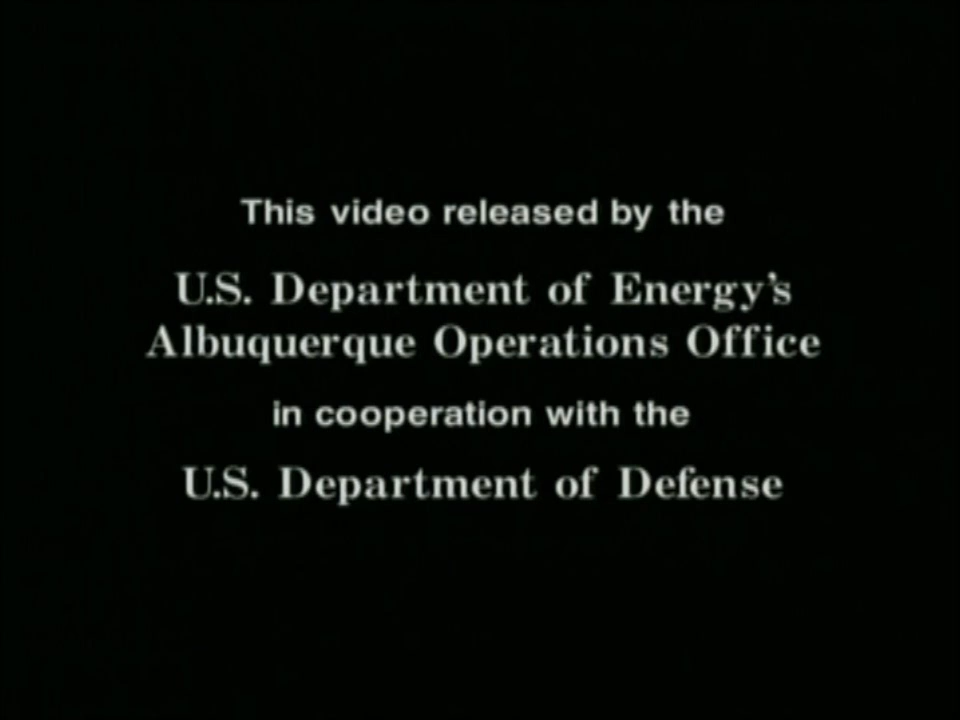 This video released by the
U.S. Department of Energy's
Albuquerque Operations Office
in cooperation with the
U.S. Department of Defense